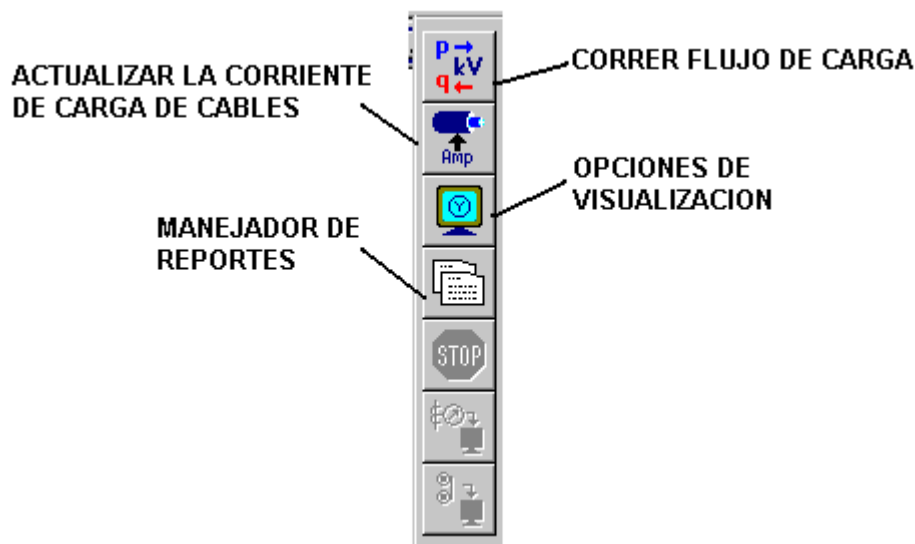 p
kV
q
CORRER FLUJO DE CARGA
ACTUALIZAR LA CORRIENTE
DE CARGA DE CABLES
Amp
OPCIONES DE
VISUALIZACION
MANEJADOR DE
REPORTES
STOP